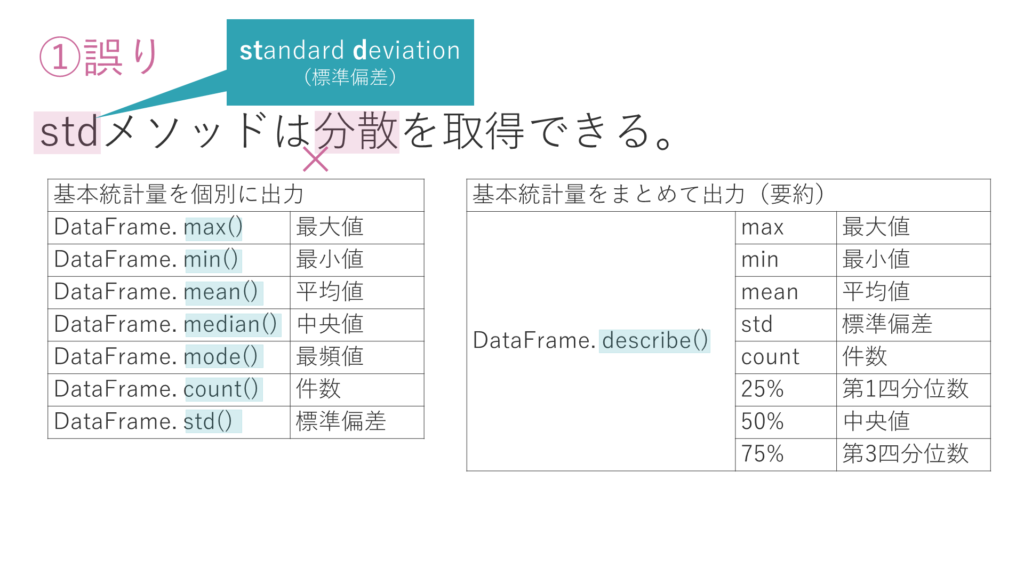 ①誤り
standard deviation
（標準偏差）
stdメソッドは分散を取得できる。
×
基本統計量を個別に出力
DataFrame. max() 最大値
DataFrame. min() 最小値
DataFrame. mean() 平均値
DataFrame. median() 中央値
DataFrame. mode() 最頻値
DataFrame. count() 件数
DataFrame. std() 標準偏差
基本統計量をまとめて出力（要約）
DataFrame. describe()
max 最大値
min 最小値
mean 平均値
std 標準偏差
count 件数
25% 第1四分位数
50% 中央値
75% 第3四分位数